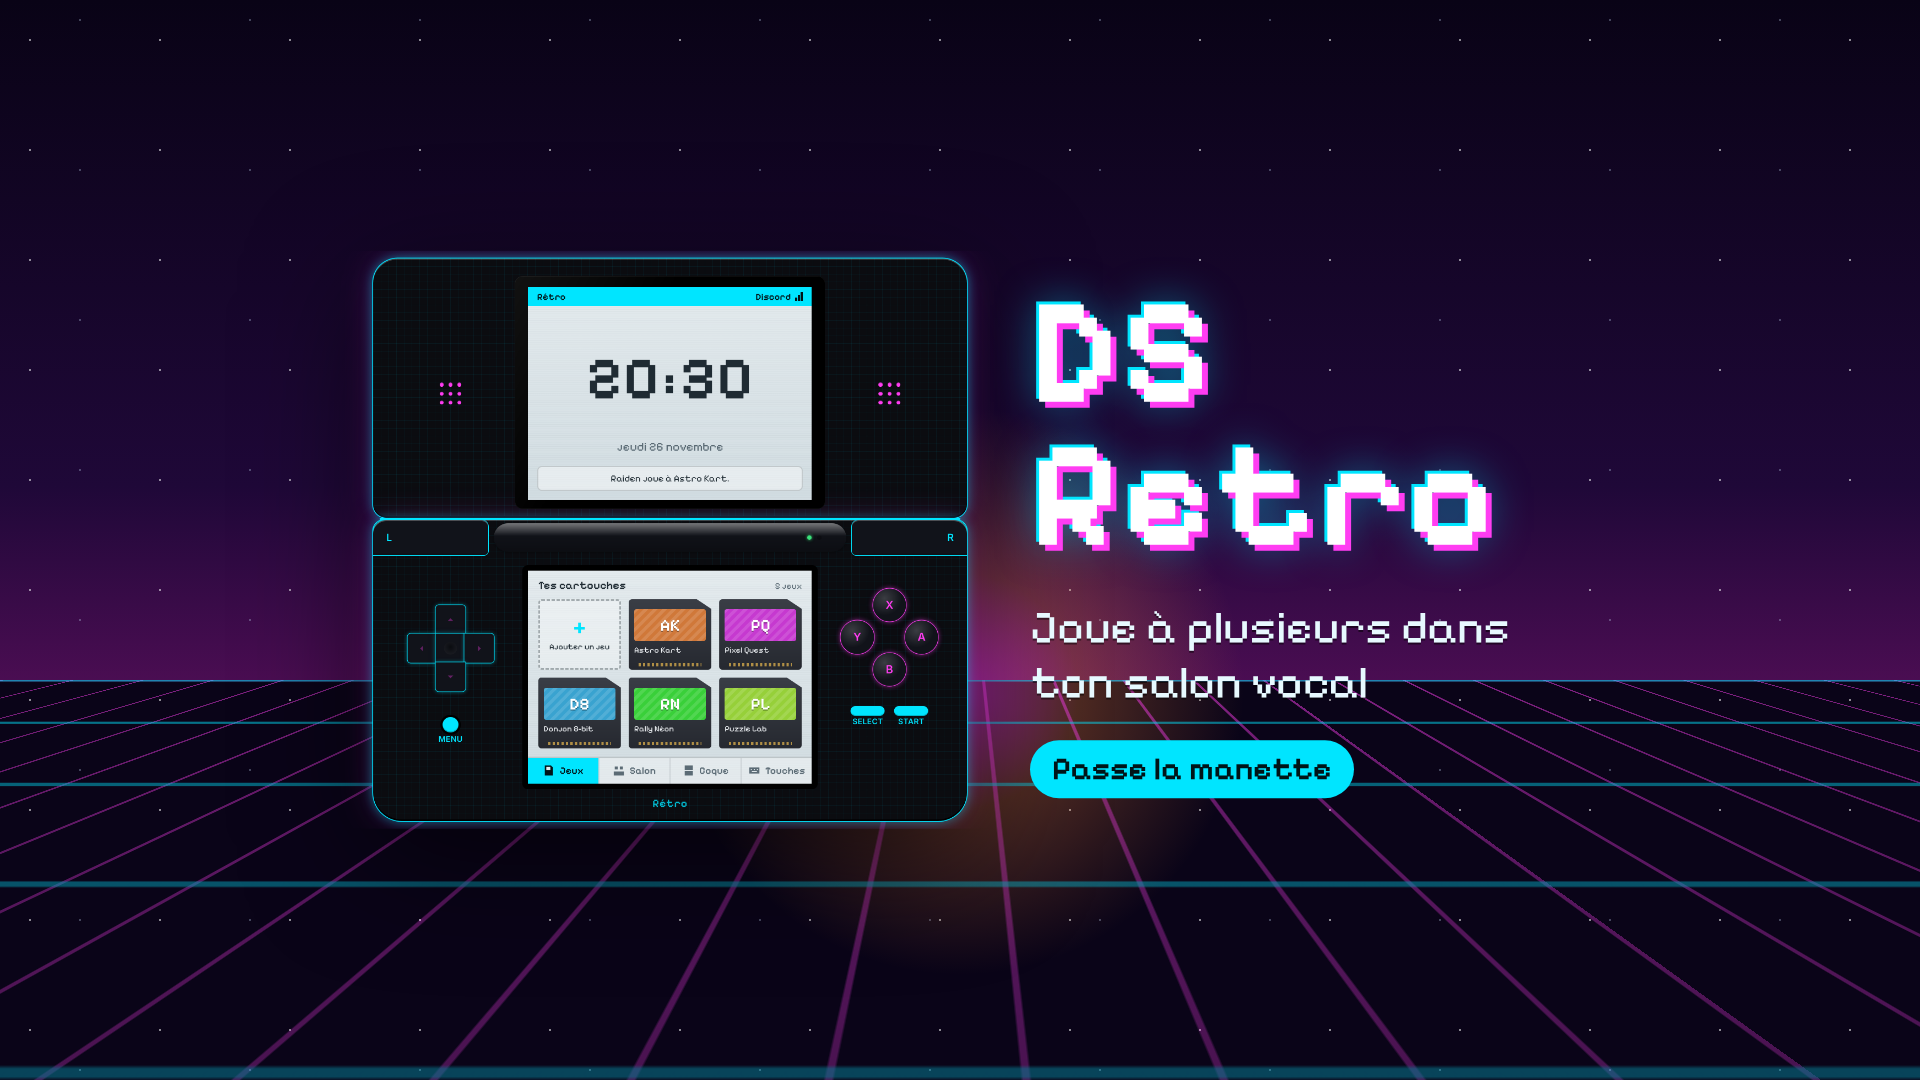 Rétro
Discord
20:30
jeudi 26 novembre
Raiden joue à Astro Kart.
L
R
Tes cartouches
8 jeux
+
Ajouter un jeu
AK
Astro Kart
PQ
Pixel Quest
D8
Donjon 8-bit
RN
Rally Néon
PL
Puzzle Lab
Jeux
Salon
Coque
Touches
Rétro
MENU
X
Y
A
B
SELECT
START
DS
Retro
Joue à plusieurs dans
ton salon vocal
Passe la manette